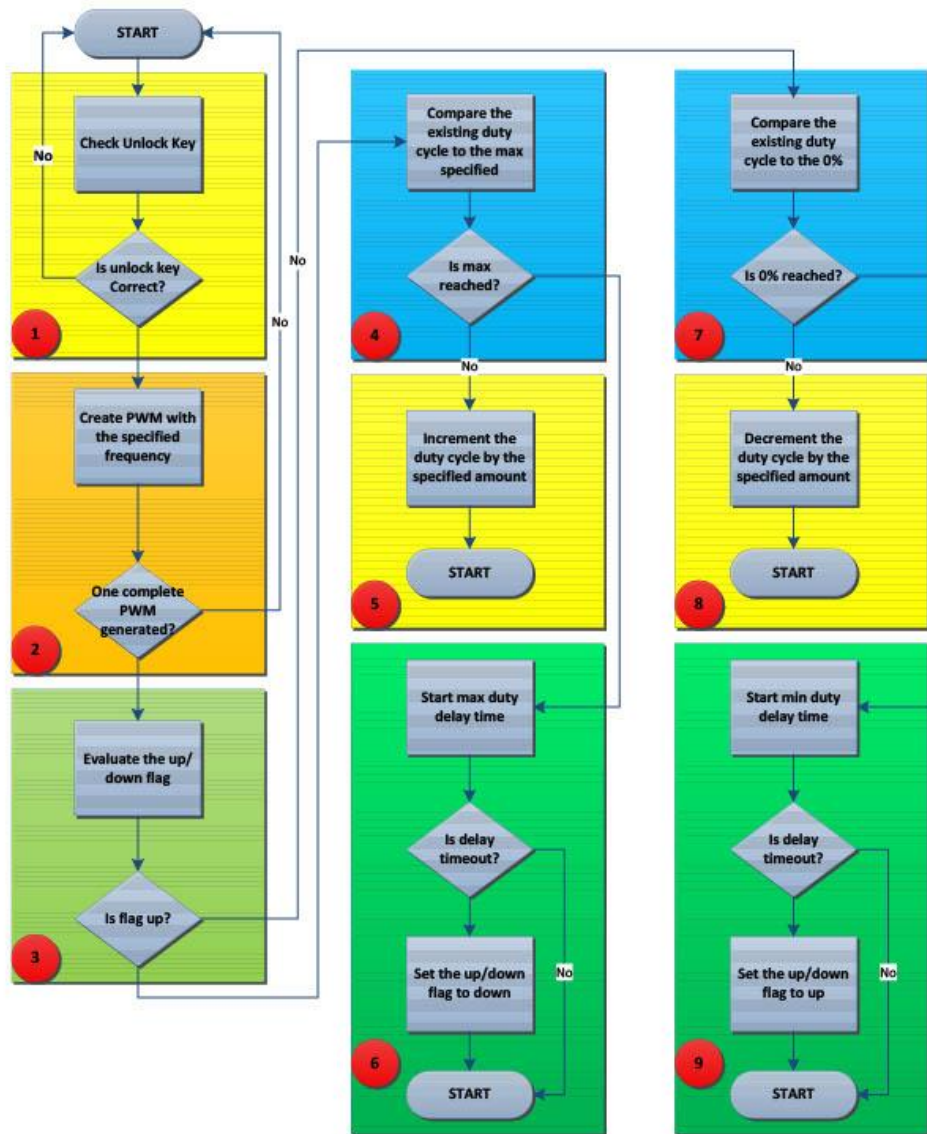 START
Check Unlock Key
No
Is unlock key
Correct?
1
Create PWM with
the specified
frequency
One complete
PWM
generated?
No
2
Evaluate the up/
down flag
Is flag up?
No
3
Compare the
existing duty
cycle to the max
specified
Is max
reached?
4
No
Increment the
duty cycle by the
specified amount
START
5
Start max duty
delay time
Is delay
timeout?
No
Set the up/down
flag to down
6
START
Compare the
existing duty
cycle to the 0%
Is 0% reached?
7
No
Decrement the
duty cycle by the
specified amount
START
8
Start min duty
delay time
Is delay
timeout?
No
Set the up/down
flag to up
9
START